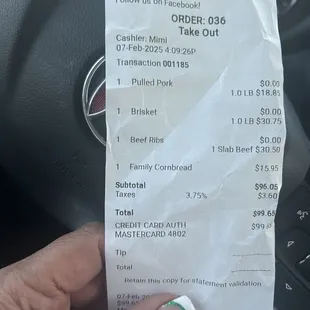 Follow us on Facebook!
ORDER: 036
Take Out
Cashier: Mimi
07-Feb-2025 4:09:26P
Transaction 001185
1 Pulled Pork $0.00
1.0 LB $18.85
1 Brisket $0.00
1.0 LB $30.75
1 Beef Ribs $0.00
1 Slab Beef $30.50
1 Family Cornbread $15.95
Subtotal $96.05
Taxes 3.75% $3.60
Total $99.65
CREDIT CARD AUTH
MASTERCARD 4802
Tip
Total
Retain this copy for statement validation